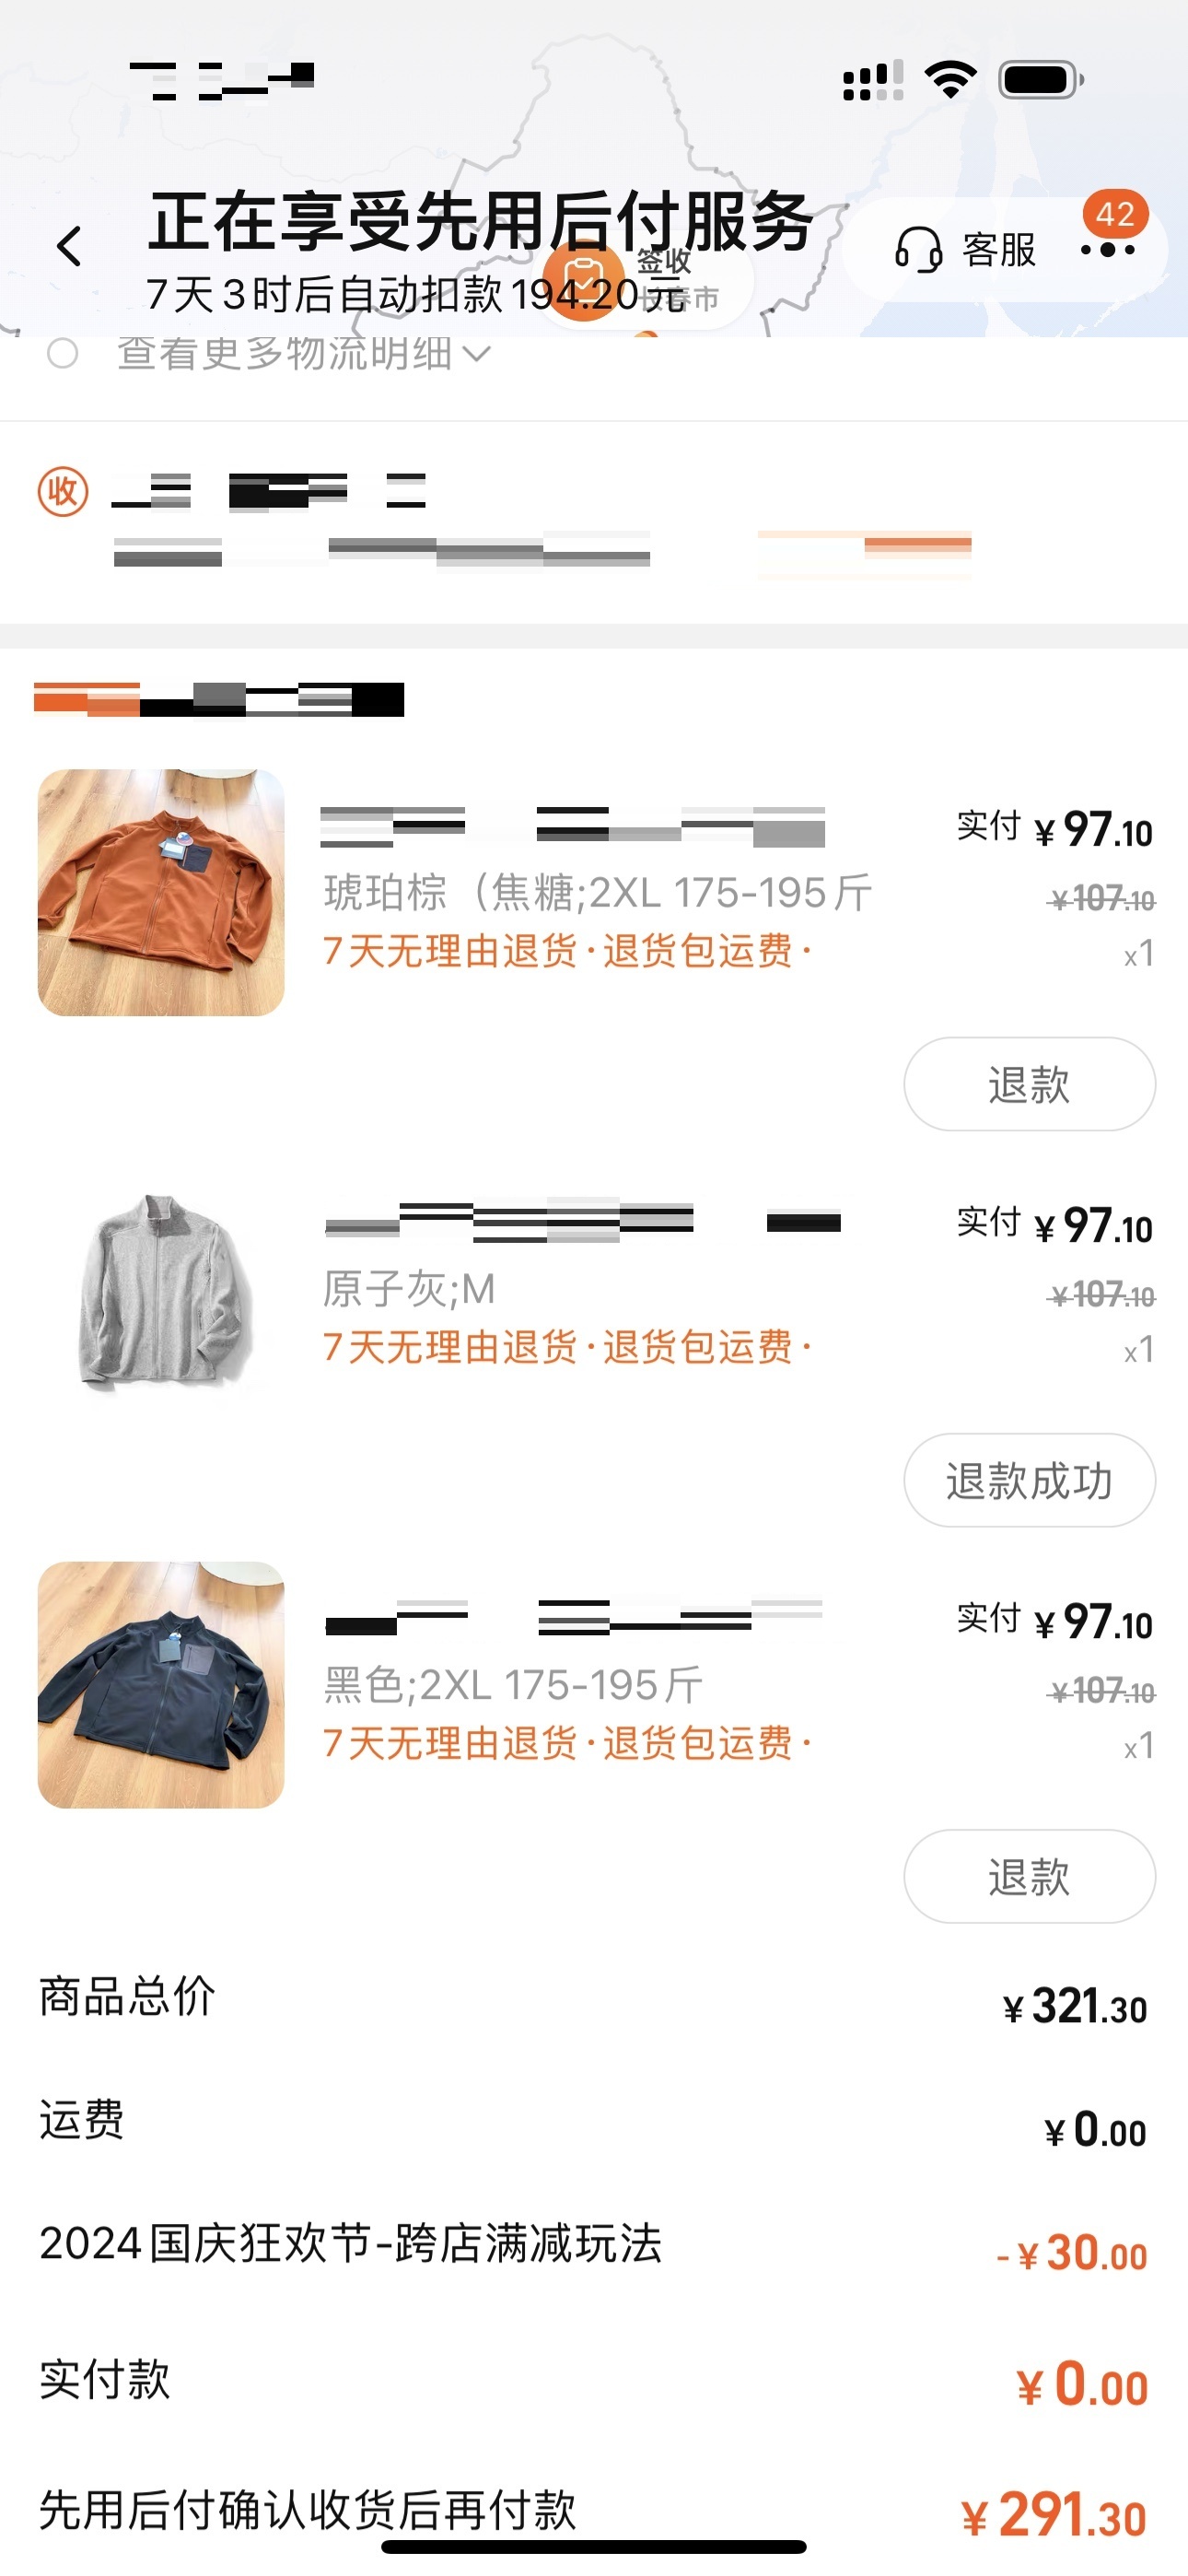 正在享受先用后付服务
7天3时后自动扣款194.20元
签收
长春市
客服
42
查看更多物流明细
收
琥珀棕（焦糖;2XL 175-195斤
实付 ¥97.10
¥107.10
7天无理由退货·退货包运费·
x1
退款
实付 ¥97.10
原子灰;M
¥107.10
7天无理由退货·退货包运费·
x1
退款成功
实付 ¥97.10
黑色;2XL 175-195斤
¥107.10
7天无理由退货·退货包运费·
x1
退款
商品总价 ¥321.30
运费 ¥0.00
2024国庆狂欢节-跨店满减玩法 -¥30.00
实付款 ¥0.00
先用后付确认收货后再付款 ¥291.30